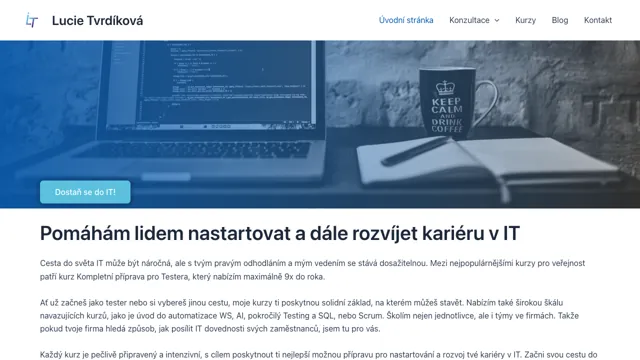 LT Lucie Tvrdíková
Úvodní stránka Konzultace Kurzy Blog Kontakt
KEEP
CALM
AND
DRINK
COFFEE
Dostaň se do IT!
Pomáhám lidem nastartovat a dále rozvíjet kariéru v IT
Cesta do světa IT může být náročná, ale s tvým pravým odhodláním a mým vedením se stává dosažitelnou. Mezi nejpopulárnějšími kurzy pro veřejnost
patří kurz Kompletní příprava pro Testera, který nabízím maximálně 9x do roka.
Ať už začneš jako tester nebo si vybereš jinou cestu, moje kurzy ti poskytnou solidní základ, na kterém můžeš stavět. Nabízím také širokou škálu
navazujících kurzů, jako je úvod do automatizace WS, AI, pokročilý Testing a SQL, nebo Scrum. Školím nejen jednotlivce, ale i týmy ve firmách. Takže
pokud tvoje firma hledá způsob, jak posílit IT dovednosti svých zaměstnanců, jsem tu pro vás.
Každý kurz je pečlivě připravený a intenzivní, s cílem poskytnout ti nejlepší možnou přípravu pro nastartování a rozvoj tvé kariéry v IT. Začni svou cestu do